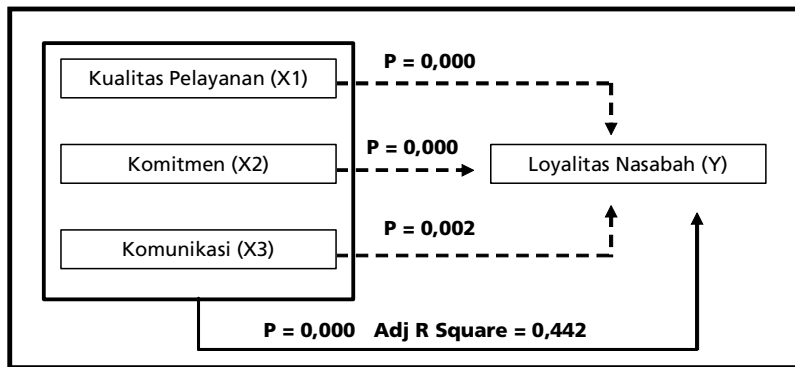 P = 0,000
Kualitas Pelayanan (X1)
P = 0,000
Komitmen (X2)
Loyalitas Nasabah (Y)
P = 0,002
Komunikasi (X3)
P = 0,000 Adj R Square = 0,442